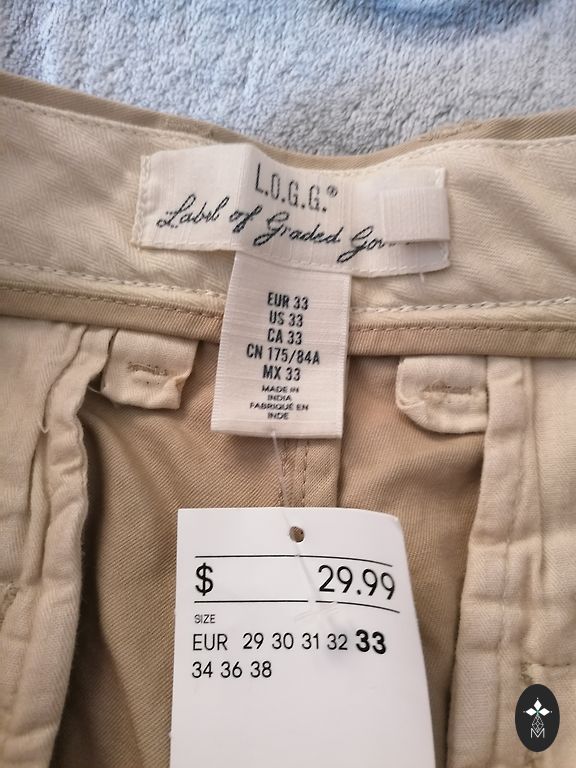 L.O.G.G.®
Label of Graded
EUR 33
US 33
CA 33
CN 175/84A
MX 33
MADE IN
INDIA
FABRIQUÉ EN
INDE
$ 29.99
SIZE
EUR 29 30 31 32 33
34 36 38
M